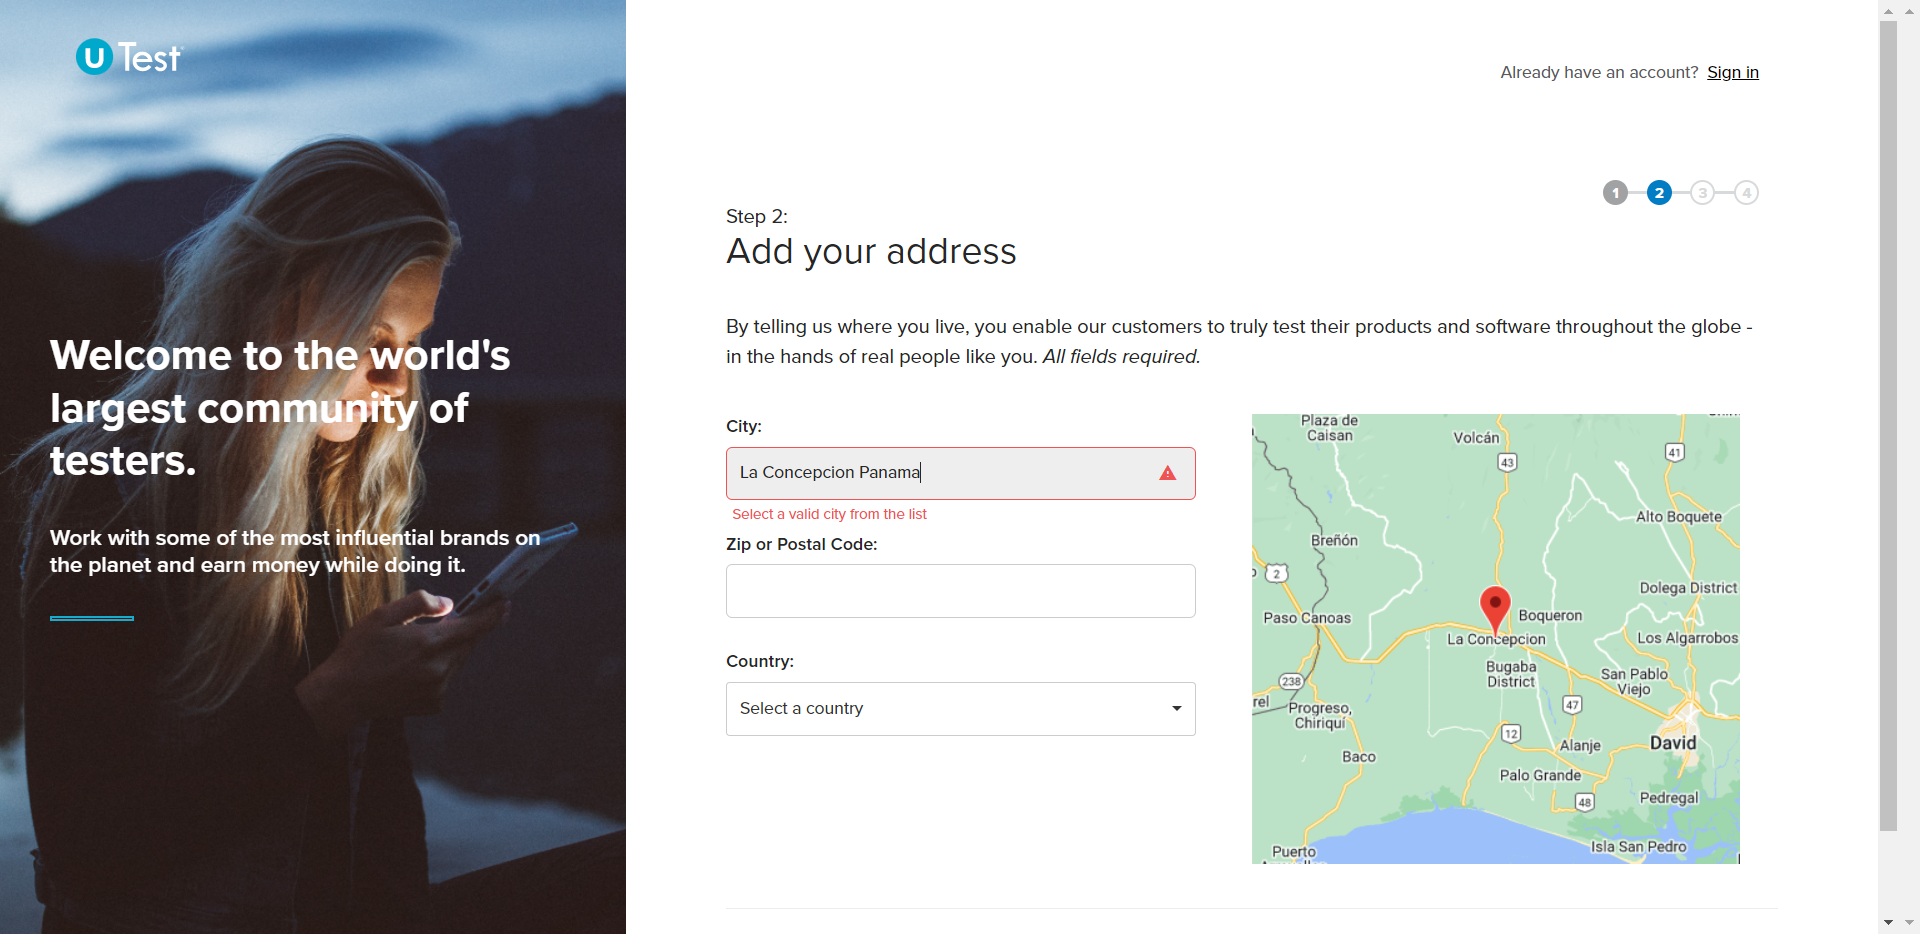 U Test
Already have an account? Sign in
1 2 3 4
Step 2:
Add your address
Welcome to the world's
largest community of
testers.
Work with some of the most influential brands on
the planet and earn money while doing it.
By telling us where you live, you enable our customers to truly test their products and software throughout the globe -
in the hands of real people like you. All fields required.
City:
La Concepcion Panama
Select a valid city from the list
Zip or Postal Code:
Country:
Select a country
Plaza de
Caisan
Volcán
43
41
Alto Boquete
Breñón
2
Dolega District
Paso Canoas
Boqueron
La Concepcion
Los Algarrobos
Bugaba
District
San Pablo
Viejo
238
rel
Progreso,
Chiriquí
47
12
Alanje
David
Baco
Palo Grande
48
Pedregal
Isla San Pedro
Puerto